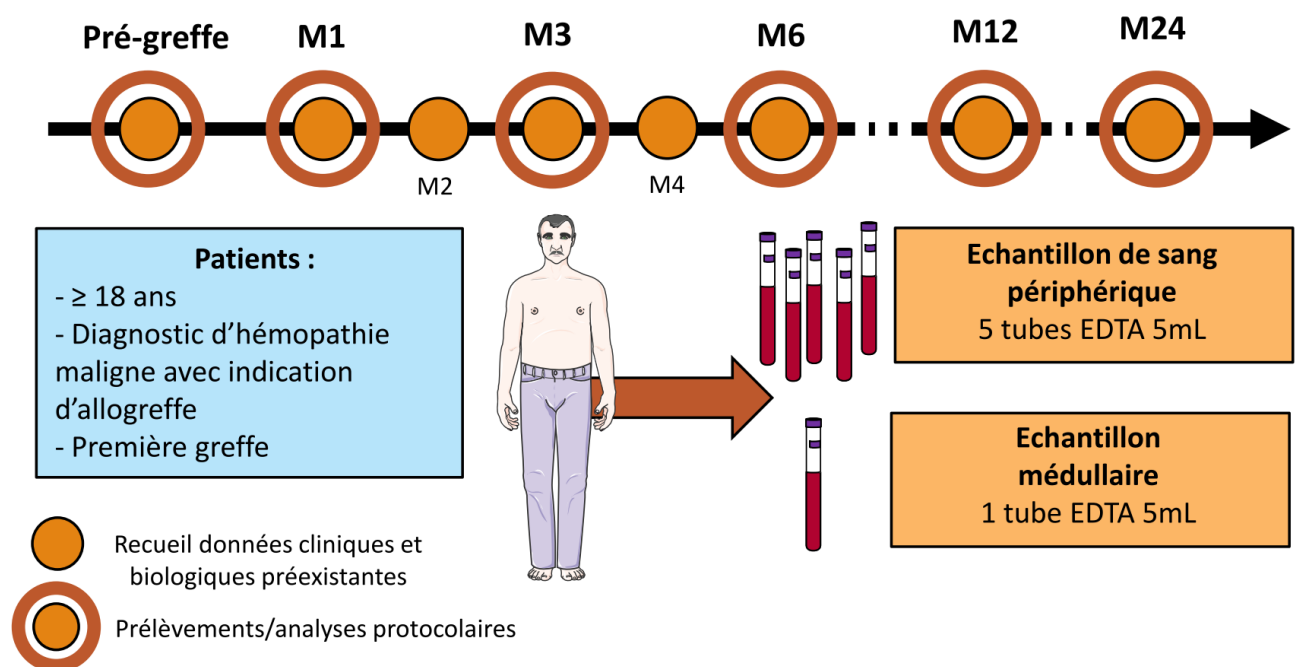 Pré-greffe M1 M3 M6 M12 M24
M2 M4
Patients :
- ≥ 18 ans
- Diagnostic d’hémopathie
maligne avec indication
d’allogreffe
- Première greffe
Echantillon de sang
périphérique
5 tubes EDTA 5mL
Echantillon
médullaire
1 tube EDTA 5mL
Recueil données cliniques et
biologiques préexistantes
Prélèvements/analyses protocolaires